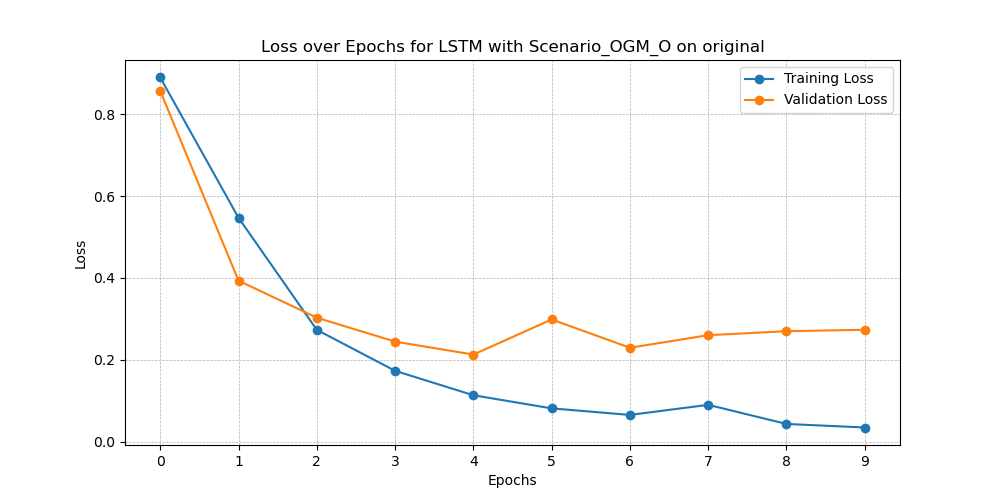 Loss over Epochs for LSTM with Scenario_OGM_O on original
Training Loss
Validation Loss
Loss
0.8
0.6
0.4
0.2
0.0
0 1 2 3 4 5 6 7 8 9
Epochs